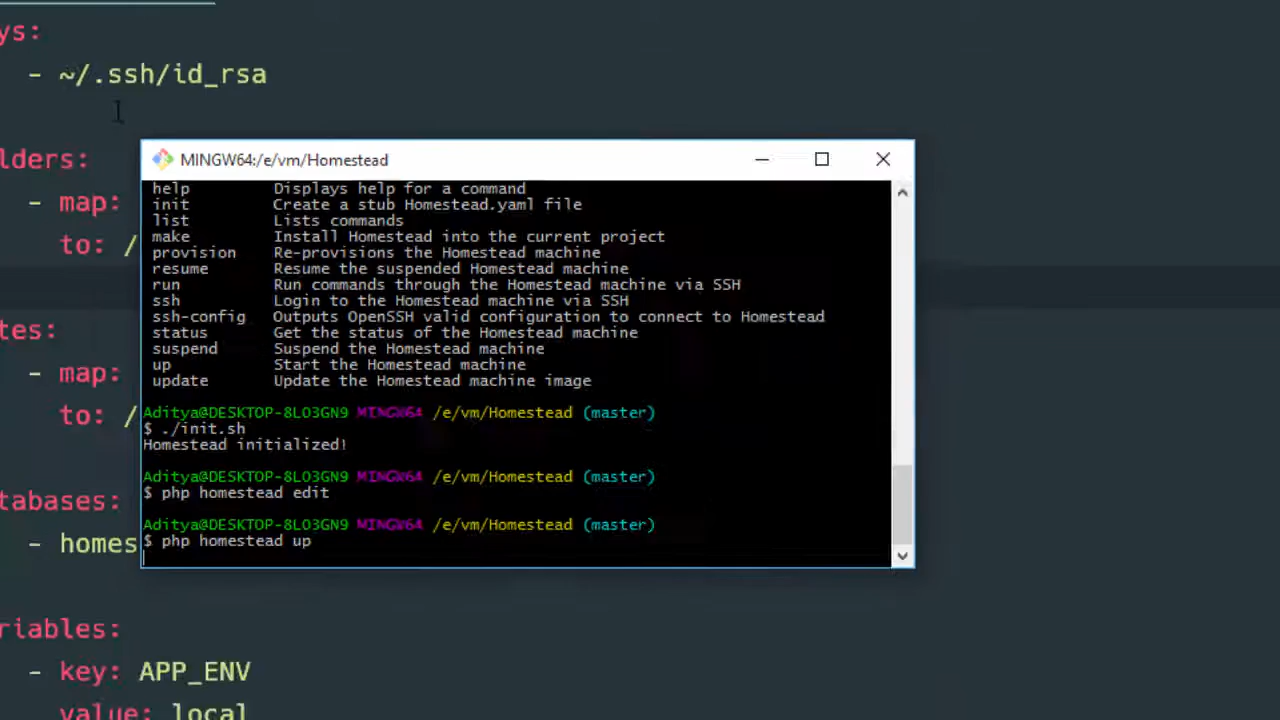 ys:
- ~/.ssh/id_rsa
lders:
- map:
to: /
tes:
- map:
to: /
tabases:
- homes
riables:
- key: APP_ENV
value: local
MINGW64:/e/vm/Homestead
help Displays help for a command
init Create a stub Homestead.yaml file
list Lists commands
make Install Homestead into the current project
provision Re-provisions the Homestead machine
resume Resume the suspended Homestead machine
run Run commands through the Homestead machine via SSH
ssh Login to the Homestead machine via SSH
ssh-config Outputs OpenSSH valid configuration to connect to Homestead
status Get the status of the Homestead machine
suspend Suspend the Homestead machine
up Start the Homestead machine
update Update the Homestead machine image
Aditya@DESKTOP-8LO3GN9 MINGW64 /e/vm/Homestead (master)
$ ./init.sh
Homestead initialized!
Aditya@DESKTOP-8LO3GN9 MINGW64 /e/vm/Homestead (master)
$ php homestead edit
Aditya@DESKTOP-8LO3GN9 MINGW64 /e/vm/Homestead (master)
$ php homestead up